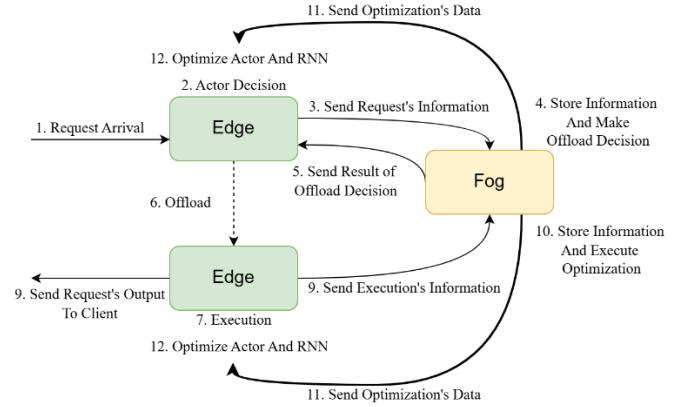 11. Send Optimization's Data
12. Optimize Actor And RNN
2. Actor Decision
3. Send Request's Information
4. Store Information
And Make
Offload Decision
1. Request Arrival
Edge
5. Send Result of
Offload Decision
Fog
6. Offload
10. Store Information
And Execute
Optimization
Edge
9. Send Request's Output
To Client
9. Send Execution's Information
7. Execution
12. Optimize Actor And RNN
11. Send Optimization's Data